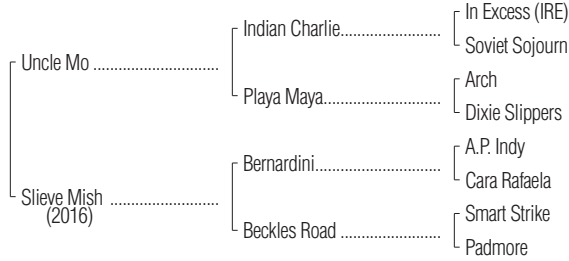 In Excess (IRE)
Indian Charlie..........................
Soviet Sojourn
Uncle Mo .................................
Arch
Playa Maya..............................
Dixie Slippers
A.P. Indy
Bernardini................................
Cara Rafaela
Slieve Mish ............................
(2016)
Smart Strike
Beckles Road .........................
Padmore